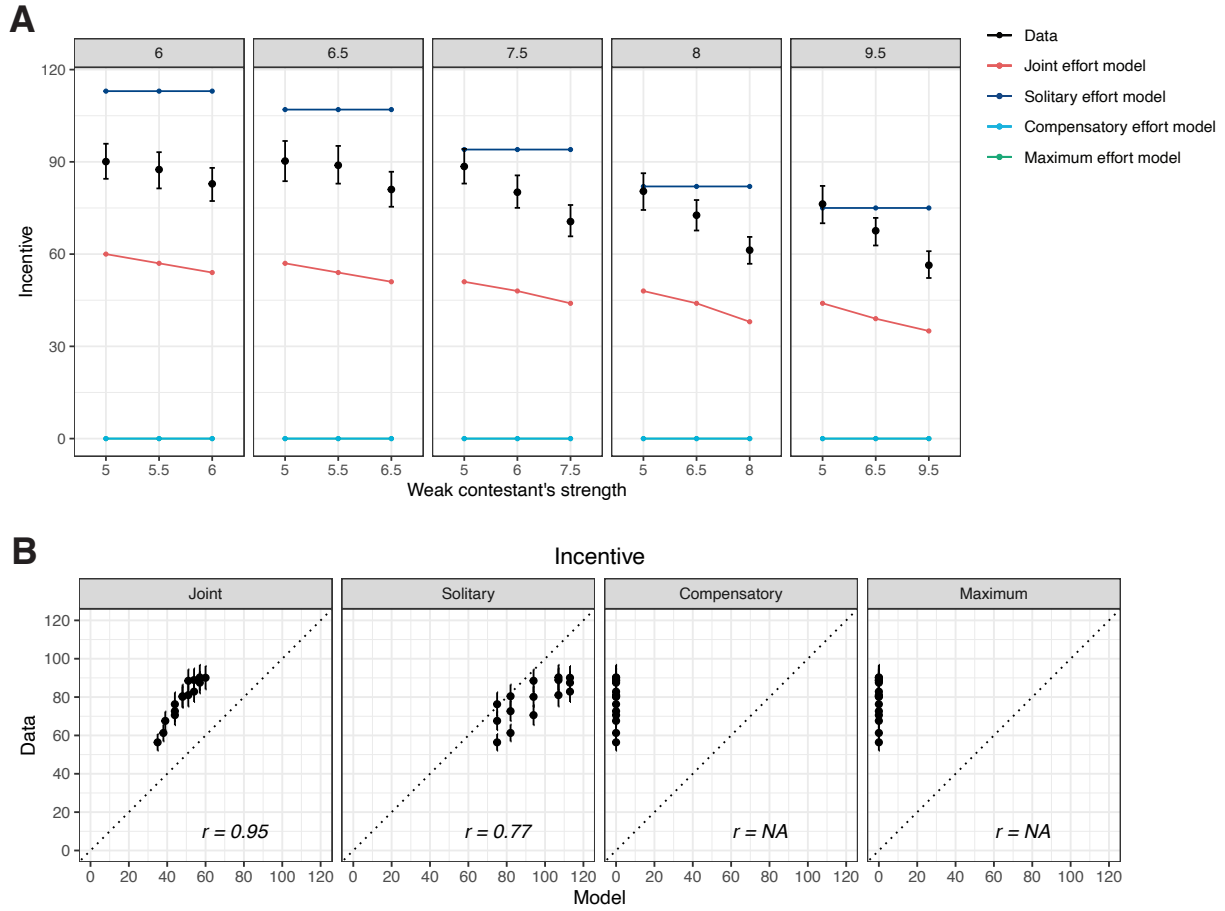 A
6 6.5 7.5 8 9.5
Data
Joint effort model
Solitary effort model
Compensatory effort model
Maximum effort model
120
90
60
30
0
Incentive
5 5.5 6 5 5.5 6.5 5 6 7.5 5 6.5 8 5 6.5 9.5
Weak contestant's strength
B
Incentive
Joint Solitary Compensatory Maximum
120
100
80
60
40
20
0
Data
r = 0.95 r = 0.77 r = NA r = NA
0 20 40 60 80 100 120 0 20 40 60 80 100 120 0 20 40 60 80 100 120 0 20 40 60 80 100 120
Model